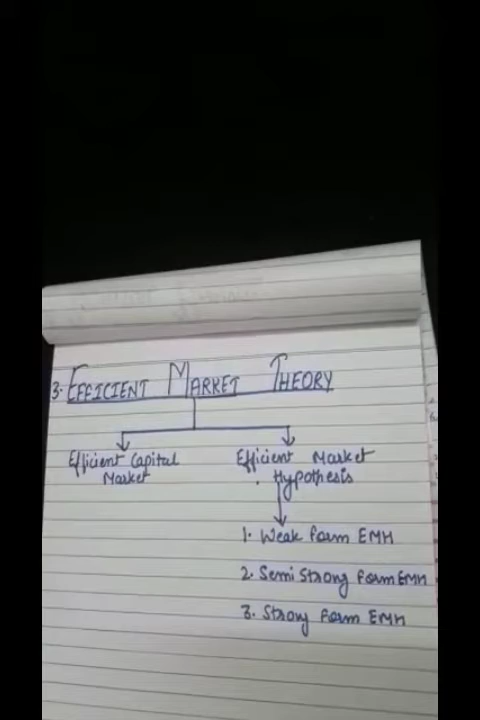 3. EFFICIENT MARKET THEORY
Efficient Capital
Market
Efficient Market
Hypothesis
1. Weak form EMH
2. Semi Strong form EMH
3. Strong form EMH